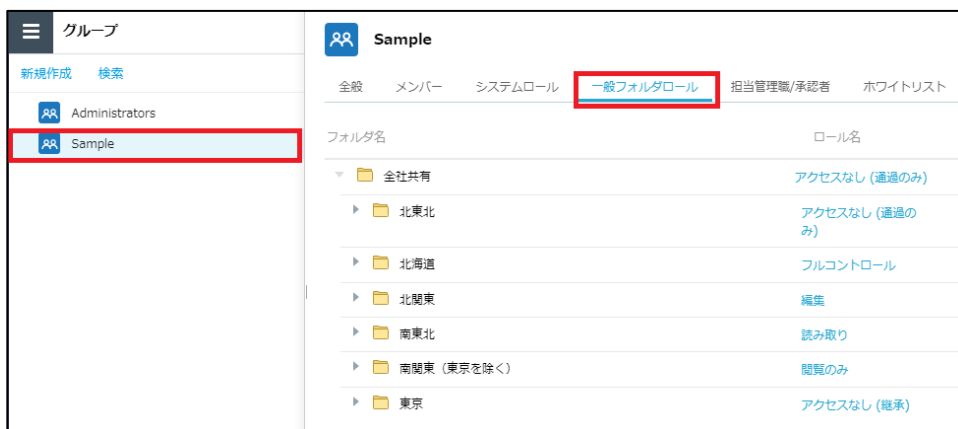 グループ
新規作成 検索
Administrators
Sample
Sample
全般 メンバー システムロール 一般フォルダロール 担当管理職/承認者 ホワイトリスト
フォルダ名 ロール名
全社共有 アクセスなし (通過のみ)
北東北 アクセスなし (通過の
み)
北海道 フルコントロール
北関東 編集
南東北 読み取り
南関東（東京を除く） 閲覧のみ
東京 アクセスなし (継承)